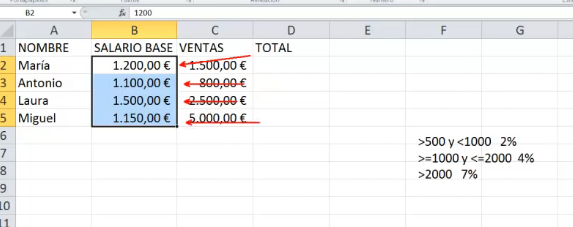 B2 fx 1200
A B C D E F G
1 NOMBRE SALARIO BASE VENTAS TOTAL
2 María 1.200,00 € 1.500,00 €
3 Antonio 1.100,00 € 800,00 €
4 Laura 1.500,00 € 2.500,00 €
5 Miguel 1.150,00 € 5.000,00 €
6 >500 y <1000 2%
7 >=1000 y <=2000 4%
8 >2000 7%
9
10
11